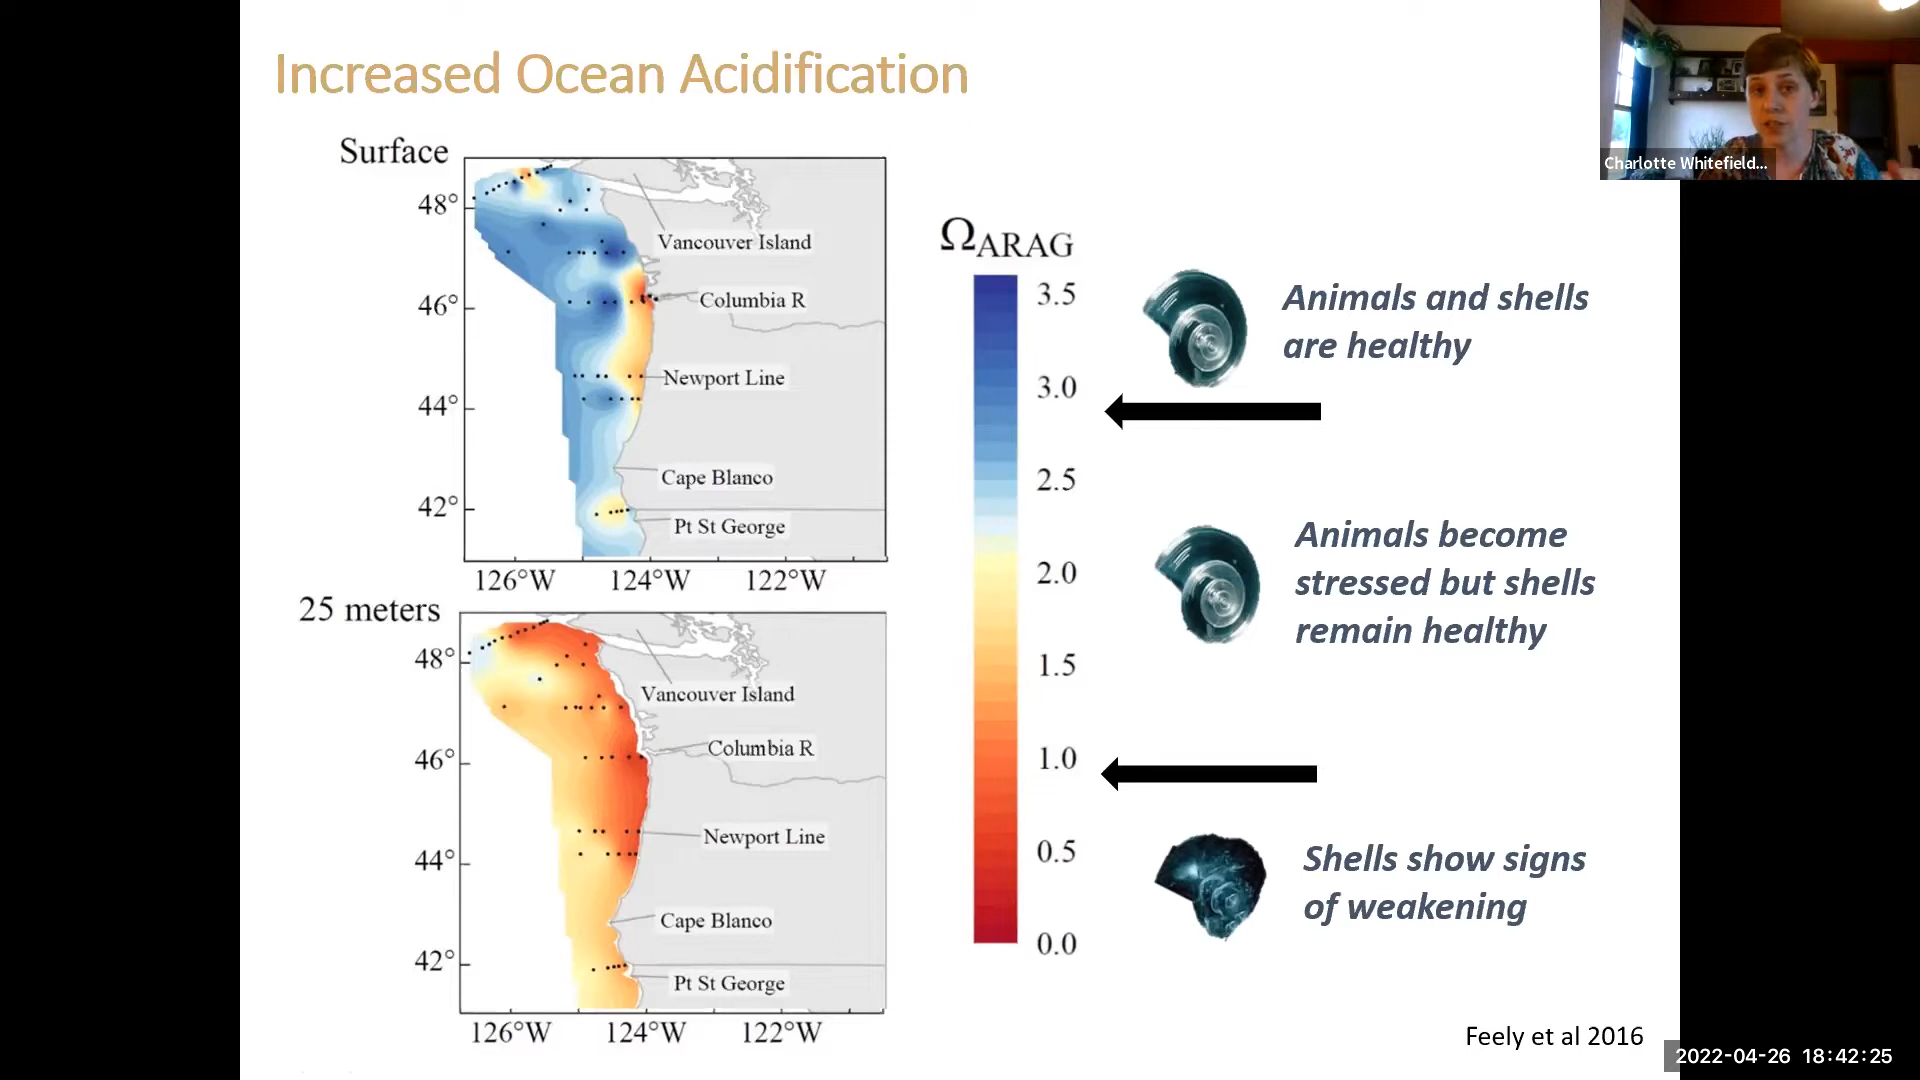 Increased Ocean Acidification
Charlotte Whitefield...
Surface
48°
46°
44°
42°
126°W 124°W 122°W
Vancouver Island
Columbia R
Newport Line
Cape Blanco
Pt St George
25 meters
48°
46°
44°
42°
126°W 124°W 122°W
Vancouver Island
Columbia R
Newport Line
Cape Blanco
Pt St George
ΩARAG
3.5
3.0
2.5
2.0
1.5
1.0
0.5
0.0
Animals and shells
are healthy
Animals become
stressed but shells
remain healthy
Shells show signs
of weakening
Feely et al 2016
2022-04-26 18:42:25